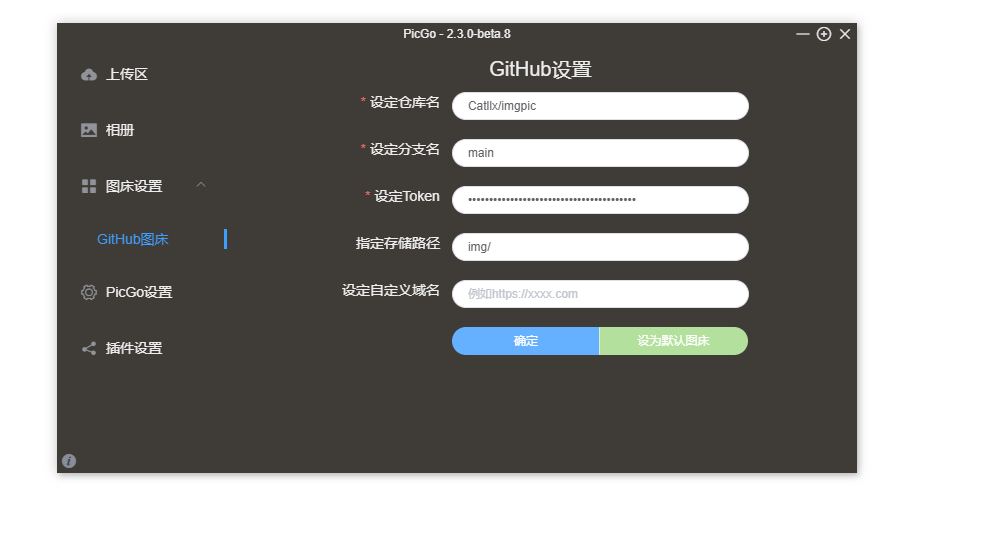 PicGo - 2.3.0-beta.8
上传区
相册
图床设置
GitHub图床
PicGo设置
插件设置
GitHub设置
* 设定仓库名 Catllx/imgpic
* 设定分支名 main
* 设定Token ••••••••••••••••••••••••••••••••••••••••
指定存储路径 img/
设定自定义域名 例如https://xxxx.com
确定 设为默认图床